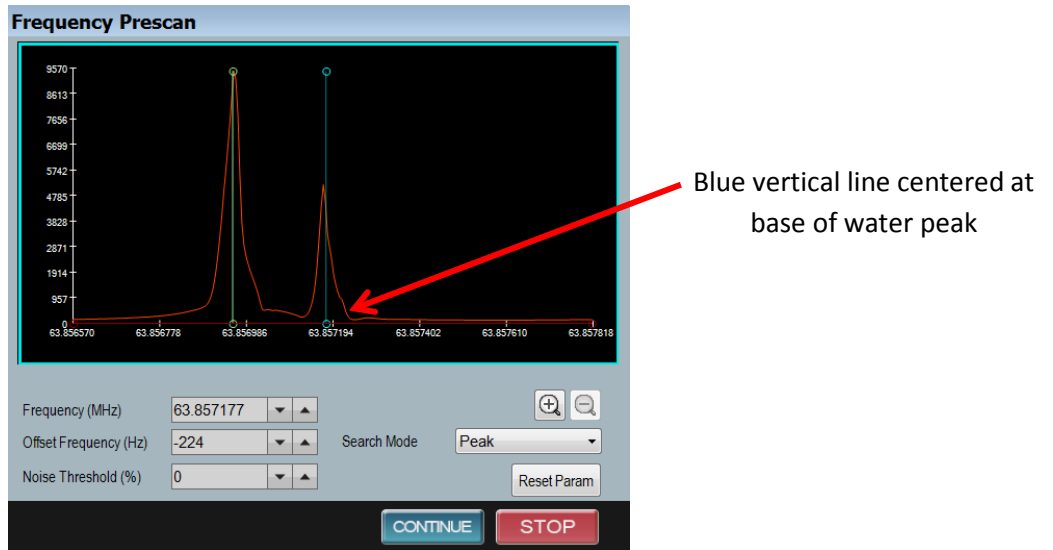 Frequency Prescan
9570
8613
7656
6699
5742
4785
3828
2871
1914
957
0
63.856570 63.856778 63.856986 63.857194 63.857402 63.857610 63.857818
Blue vertical line centered at
base of water peak
Frequency (MHz) 63.857177
Offset Frequency (Hz) -224 Search Mode Peak
Noise Threshold (%) 0 Reset Param
CONTINUE STOP